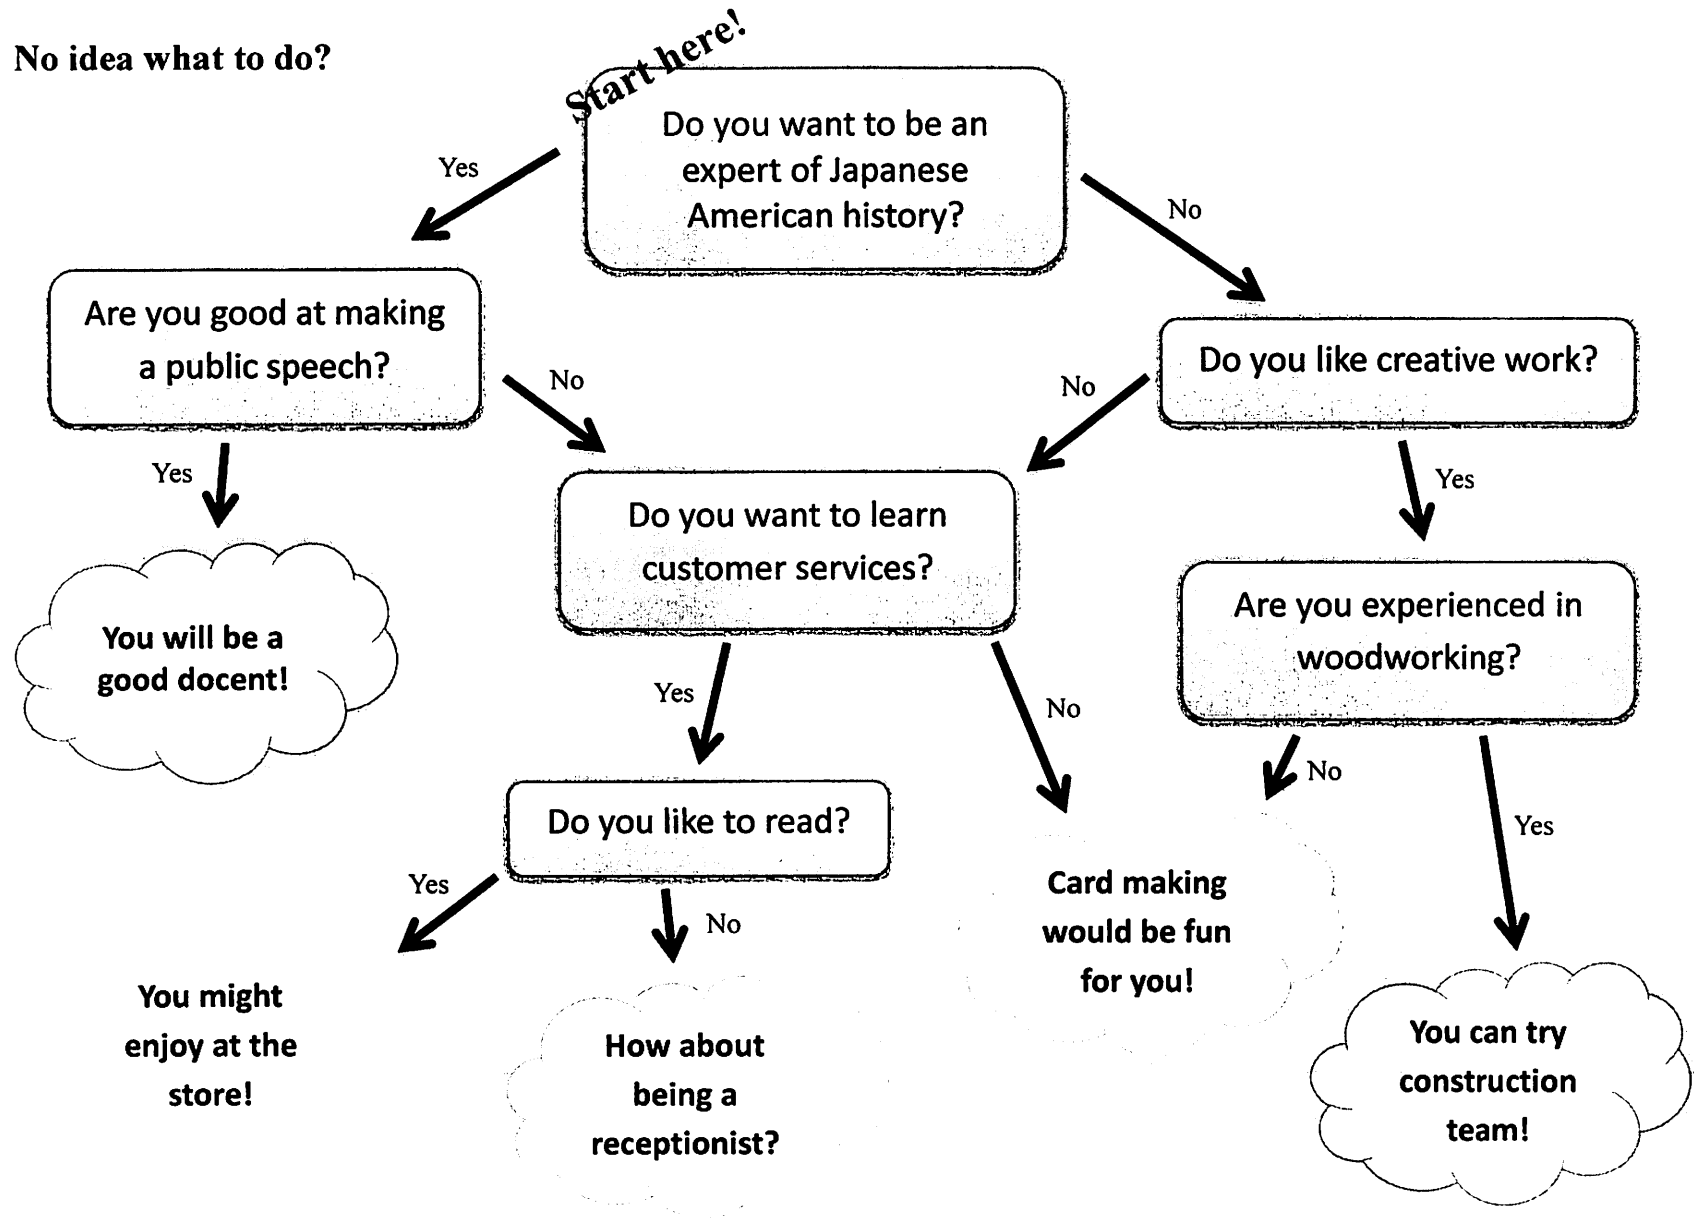 No idea what to do?
Start here!
Do you want to be an
expert of Japanese
American history?
Yes
No
Are you good at making
a public speech?
Do you like creative work?
No
No
Yes
Yes
Do you want to learn
customer services?
Are you experienced in
woodworking?
You will be a
good docent!
Yes
No
No
Yes
Do you like to read?
Yes
No
Card making
would be fun
for you!
You might
enjoy at the
store!
How about
being a
receptionist?
You can try
construction
team!